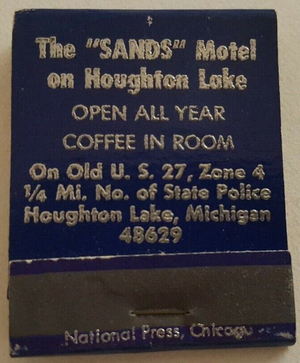 The "SANDS" Motel
on Houghton Lake
OPEN ALL YEAR
COFFEE IN ROOM
On Old U. S. 27, Zone 4
¼ Mi. No. of State Police
Houghton Lake, Michigan
48629
National Press, Chicago